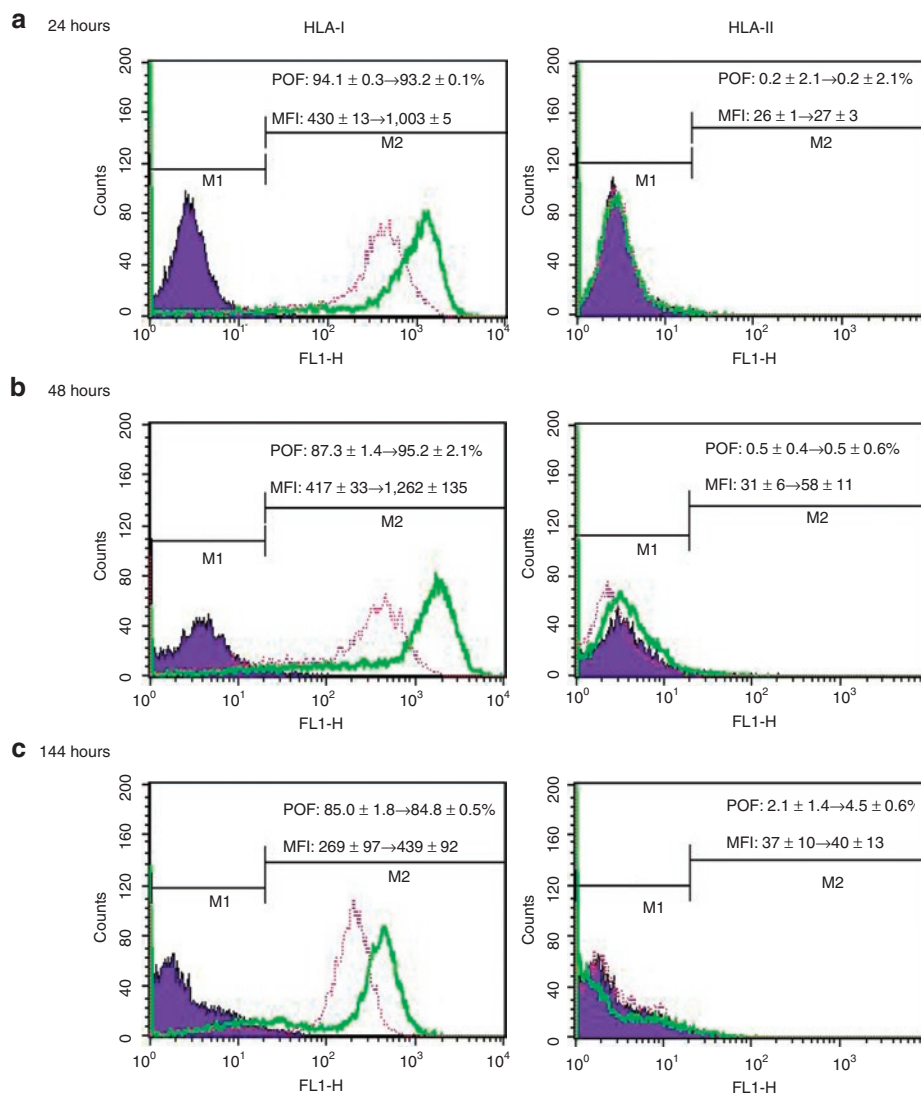 a 24 hours
HLA-I
HLA-II
200
160
120
80
40
0
Counts
POF: 94.1 ± 0.3→93.2 ± 0.1%
MFI: 430 ± 13→1,003 ± 5
M1
M2
10⁰ 10¹ 10² 10³ 10⁴
FL1-H
200
160
120
80
40
0
Counts
POF: 0.2 ± 2.1→0.2 ± 2.1%
MFI: 26 ± 1→27 ± 3
M1
M2
10⁰ 10¹ 10² 10³
FL1-H
b 48 hours
200
160
120
80
40
0
Counts
POF: 87.3 ± 1.4→95.2 ± 2.1%
MFI: 417 ± 33→1,262 ± 135
M1
M2
10⁰ 10¹ 10² 10³ 10⁴
FL1-H
200
160
120
80
40
0
Counts
POF: 0.5 ± 0.4→0.5 ± 0.6%
MFI: 31 ± 6→58 ± 11
M1
M2
10⁰ 10¹ 10² 10³
FL1-H
c 144 hours
200
160
120
80
40
0
Counts
POF: 85.0 ± 1.8→84.8 ± 0.5%
MFI: 269 ± 97→439 ± 92
M1
M2
10⁰ 10¹ 10² 10³ 10⁴
FL1-H
200
160
120
80
40
0
Counts
POF: 2.1 ± 1.4→4.5 ± 0.6%
MFI: 37 ± 10→40 ± 13
M1
M2
10⁰ 10¹ 10² 10³
FL1-H